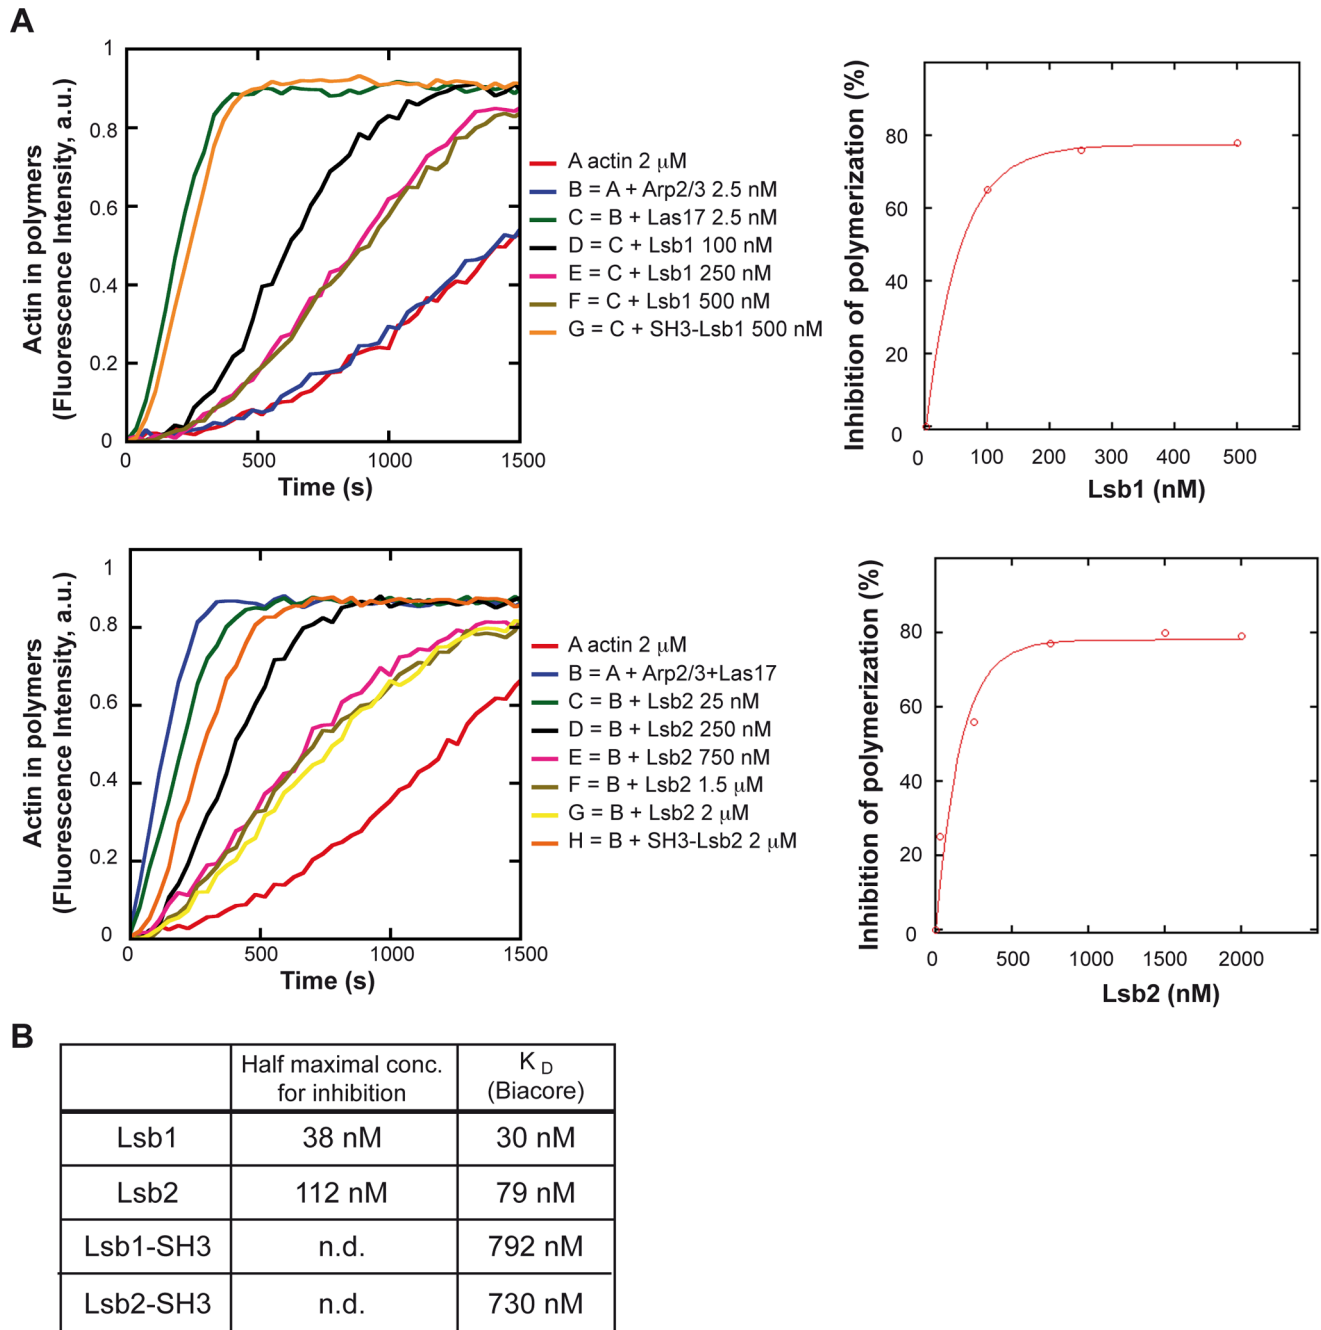 A
Actin in polymers
(Fluorescence Intensity, a.u.)
1
0.8
0.6
0.4
0.2
0
0 500 1000 1500
Time (s)
A actin 2 μM
B = A + Arp2/3 2.5 nM
C = B + Las17 2.5 nM
D = C + Lsb1 100 nM
E = C + Lsb1 250 nM
F = C + Lsb1 500 nM
G = C + SH3-Lsb1 500 nM
Inhibition of polymerization (%)
80
60
40
20
0
0 100 200 300 400 500
Lsb1 (nM)
Actin in polymers
(Fluorescence Intensity, a.u.)
1
0.8
0.6
0.4
0.2
0
0 500 1000 1500
Time (s)
A actin 2 μM
B = A + Arp2/3+Las17
C = B + Lsb2 25 nM
D = B + Lsb2 250 nM
E = B + Lsb2 750 nM
F = B + Lsb2 1.5 μM
G = B + Lsb2 2 μM
H = B + SH3-Lsb2 2 μM
Inhibition of polymerization (%)
80
60
40
20
0
0 500 1000 1500 2000
Lsb2 (nM)
B
Half maximal conc.
for inhibition
K D
(Biacore)
Lsb1 38 nM 30 nM
Lsb2 112 nM 79 nM
Lsb1-SH3 n.d. 792 nM
Lsb2-SH3 n.d. 730 nM